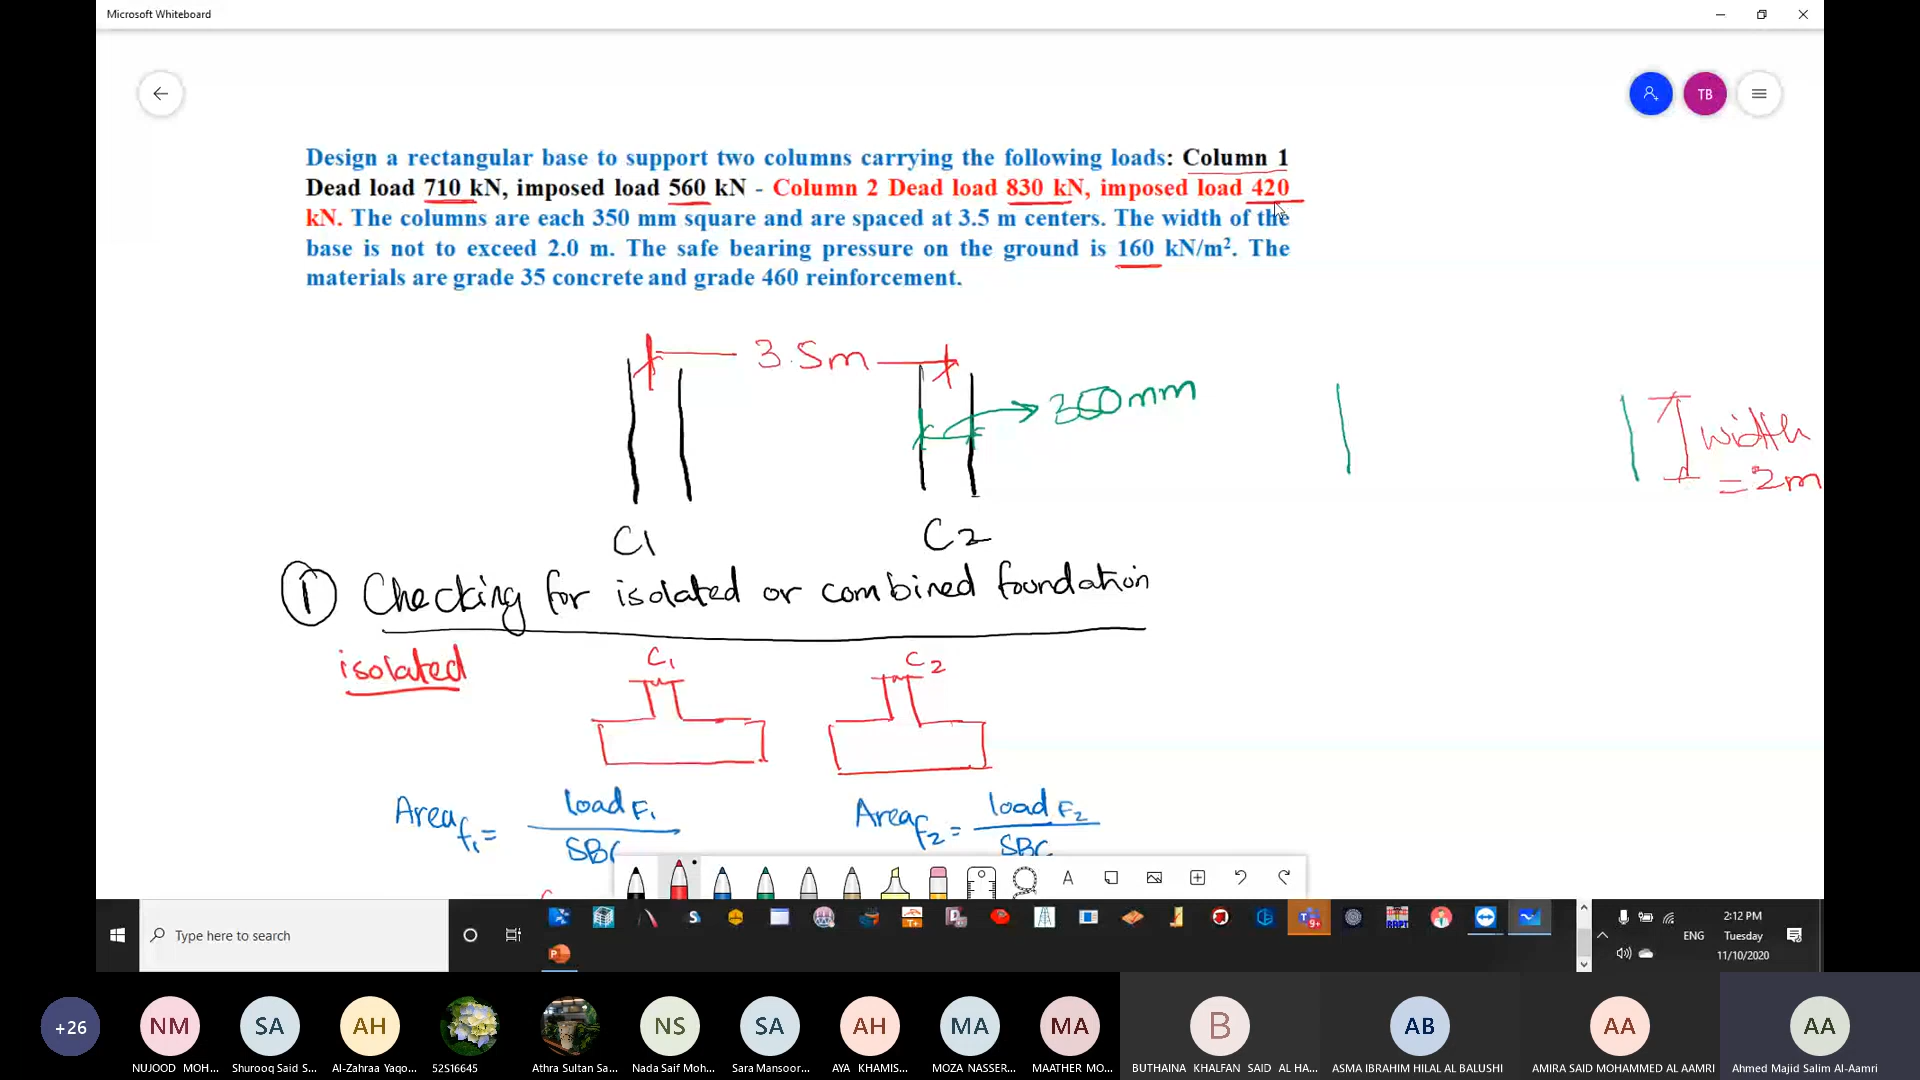 Microsoft Whiteboard
TB
Design a rectangular base to support two columns carrying the following loads: Column 1
Dead load 710 kN, imposed load 560 kN - Column 2 Dead load 830 kN, imposed load 420
kN. The columns are each 350 mm square and are spaced at 3.5 m centers. The width of the
base is not to exceed 2.0 m. The safe bearing pressure on the ground is 160 kN/m². The
materials are grade 35 concrete and grade 460 reinforcement.
3.5m
350mm
width
=2m
C1
C2
① Checking for isolated or combined foundation
isolated
C1
C2
Area f1 = load F1
SBC
Area f2 = load F2
SBC
A
Type here to search
9+
RAPT
ENG
2:12 PM
Tuesday
11/10/2020
+26
NM
SA
AH
NS
SA
AH
MA
MA
B
AB
AA
AA
NUJOOD MOH...
Shurooq Said S...
Al-Zahraa Yaqo...
52S16645
Athra Sultan Sa...
Nada Saif Moh...
Sara Mansoor...
AYA KHAMIS...
MOZA NASSER...
MAATHER MO...
BUTHAINA KHALFAN SAID AL HA...
ASMA IBRAHIM HILAL AL BALUSHI
AMIRA SAID MOHAMMED AL AAMRI
Ahmed Majid Salim Al-Aamri